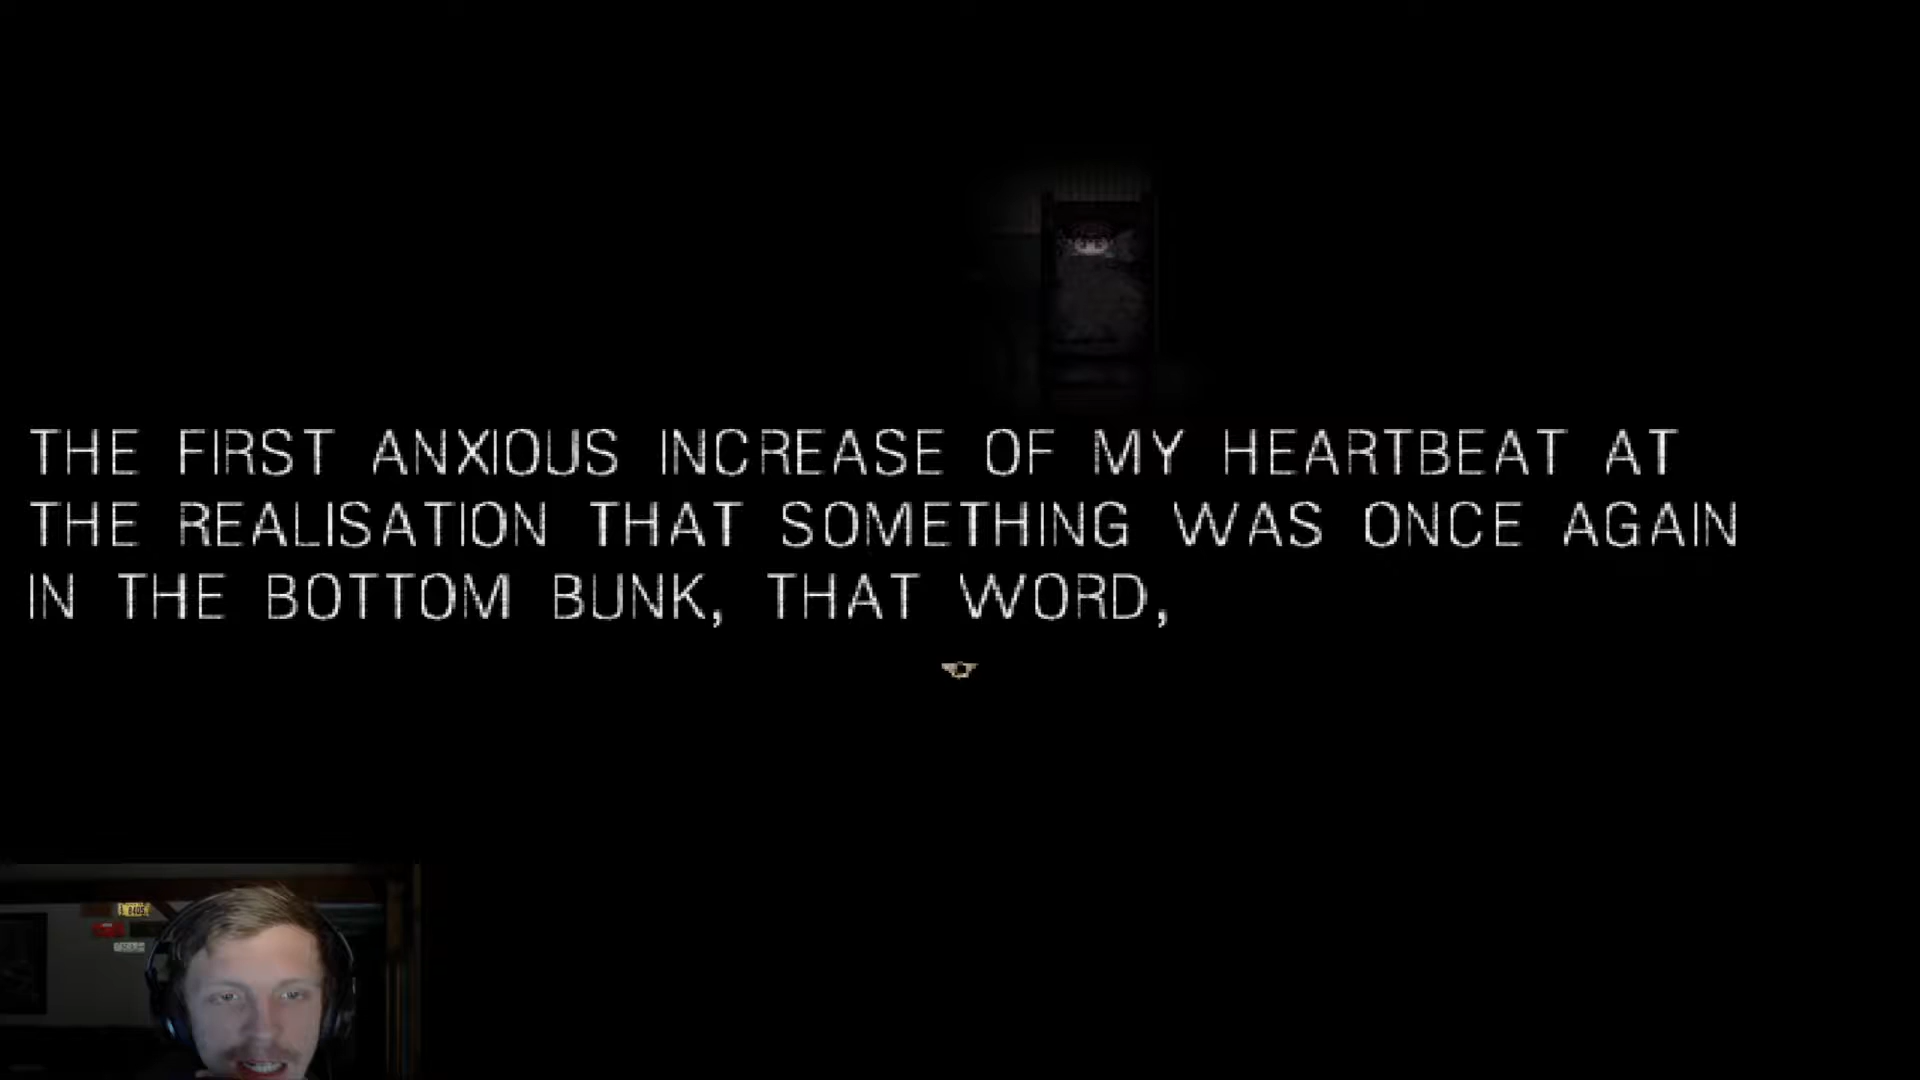 THE FIRST ANXIOUS INCREASE OF MY HEARTBEAT AT
THE REALISATION THAT SOMETHING WAS ONCE AGAIN
IN THE BOTTOM BUNK, THAT WORD,